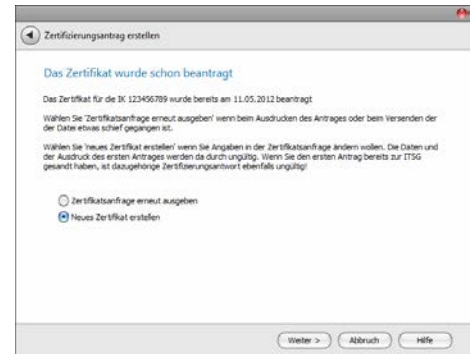 Zertifizierungsantrag erstellen
Das Zertifikat wurde schon beantragt
Das Zertifikat für die IK 123456789 wurde bereits am 11.05.2012 beantragt
Wählen Sie 'Zertifikatsanfrage erneut ausgeben' wenn beim Ausdrucken des Antrages oder beim Versenden der
der Datei etwas schief gegangen ist.
Wählen Sie 'neues Zertifikat erstellen' wenn Sie Angaben in der Zertifikatsanfrage ändern wollen. Die Daten und
der Ausdruck des ersten Antrages werden da durch ungültig. Wenn Sie den ersten Antrag bereits zur ITSG
gesandt haben, ist dazugehörige Zertifizierungsantwort ebenfalls ungültig!
Zertifikatsanfrage erneut ausgeben
Neues Zertifikat erstellen
Weiter >
Abbruch
Hilfe